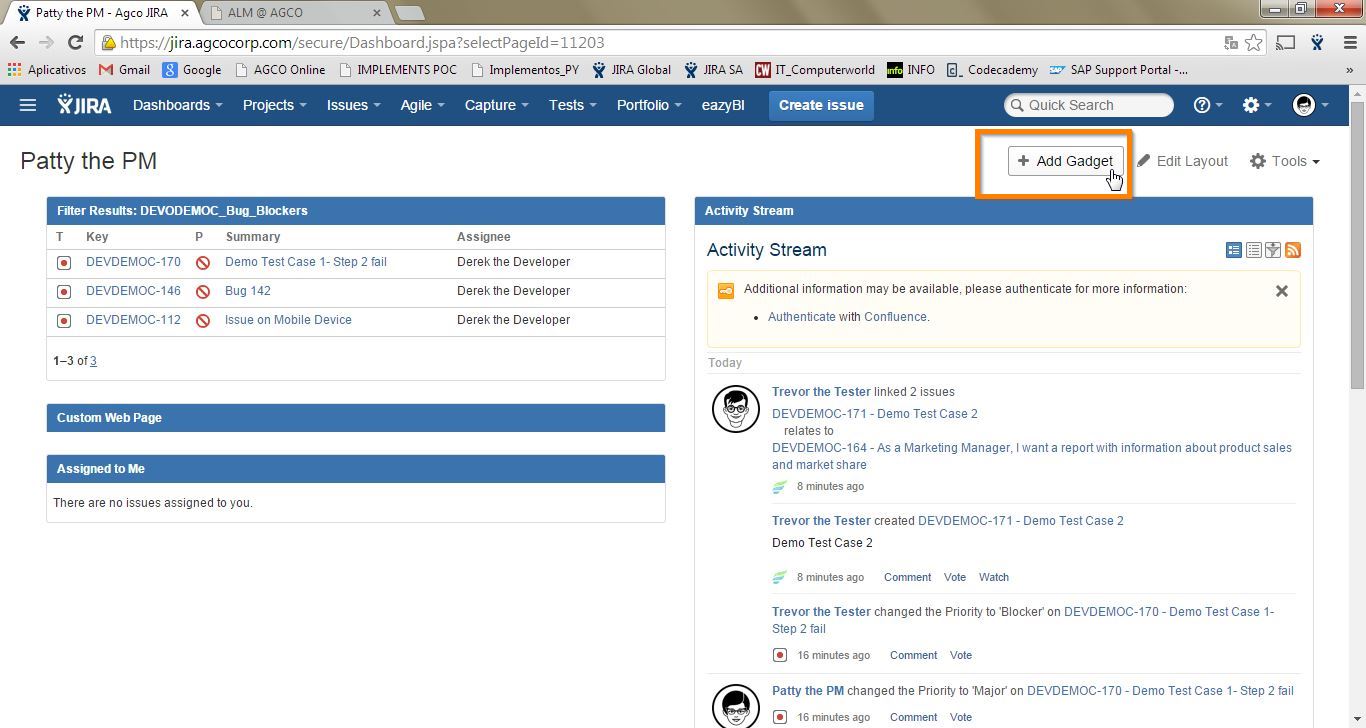 Patty the PM - Agco JIRA
ALM @ AGCO
https://jira.agcocorp.com/secure/Dashboard.jspa?selectPageId=11203
Aplicativos Gmail Google AGCO Online IMPLEMENTS POC Implementos_PY JIRA Global JIRA SA CW IT_Computerworld info INFO c_ Codecademy SAP Support Portal -... »
JIRA Dashboards Projects Issues Agile Capture Tests Portfolio eazyBI Create issue Quick Search
Patty the PM
+ Add Gadget Edit Layout Tools
Filter Results: DEVODEMOC_Bug_Blockers
T Key P Summary Assignee
DEVDEMOC-170 Demo Test Case 1- Step 2 fail Derek the Developer
DEVDEMOC-146 Bug 142 Derek the Developer
DEVDEMOC-112 Issue on Mobile Device Derek the Developer
1–3 of 3
Custom Web Page
Assigned to Me
There are no issues assigned to you.
Activity Stream
Activity Stream
Additional information may be available, please authenticate for more information:
• Authenticate with Confluence.
Today
Trevor the Tester linked 2 issues
DEVDEMOC-171 - Demo Test Case 2
relates to
DEVDEMOC-164 - As a Marketing Manager, I want a report with information about product sales
and market share
8 minutes ago
Trevor the Tester created DEVDEMOC-171 - Demo Test Case 2
Demo Test Case 2
8 minutes ago Comment Vote Watch
Trevor the Tester changed the Priority to 'Blocker' on DEVDEMOC-170 - Demo Test Case 1-
Step 2 fail
16 minutes ago Comment Vote
Patty the PM changed the Priority to 'Major' on DEVDEMOC-170 - Demo Test Case 1- Step 2 fail
16 minutes ago Comment Vote